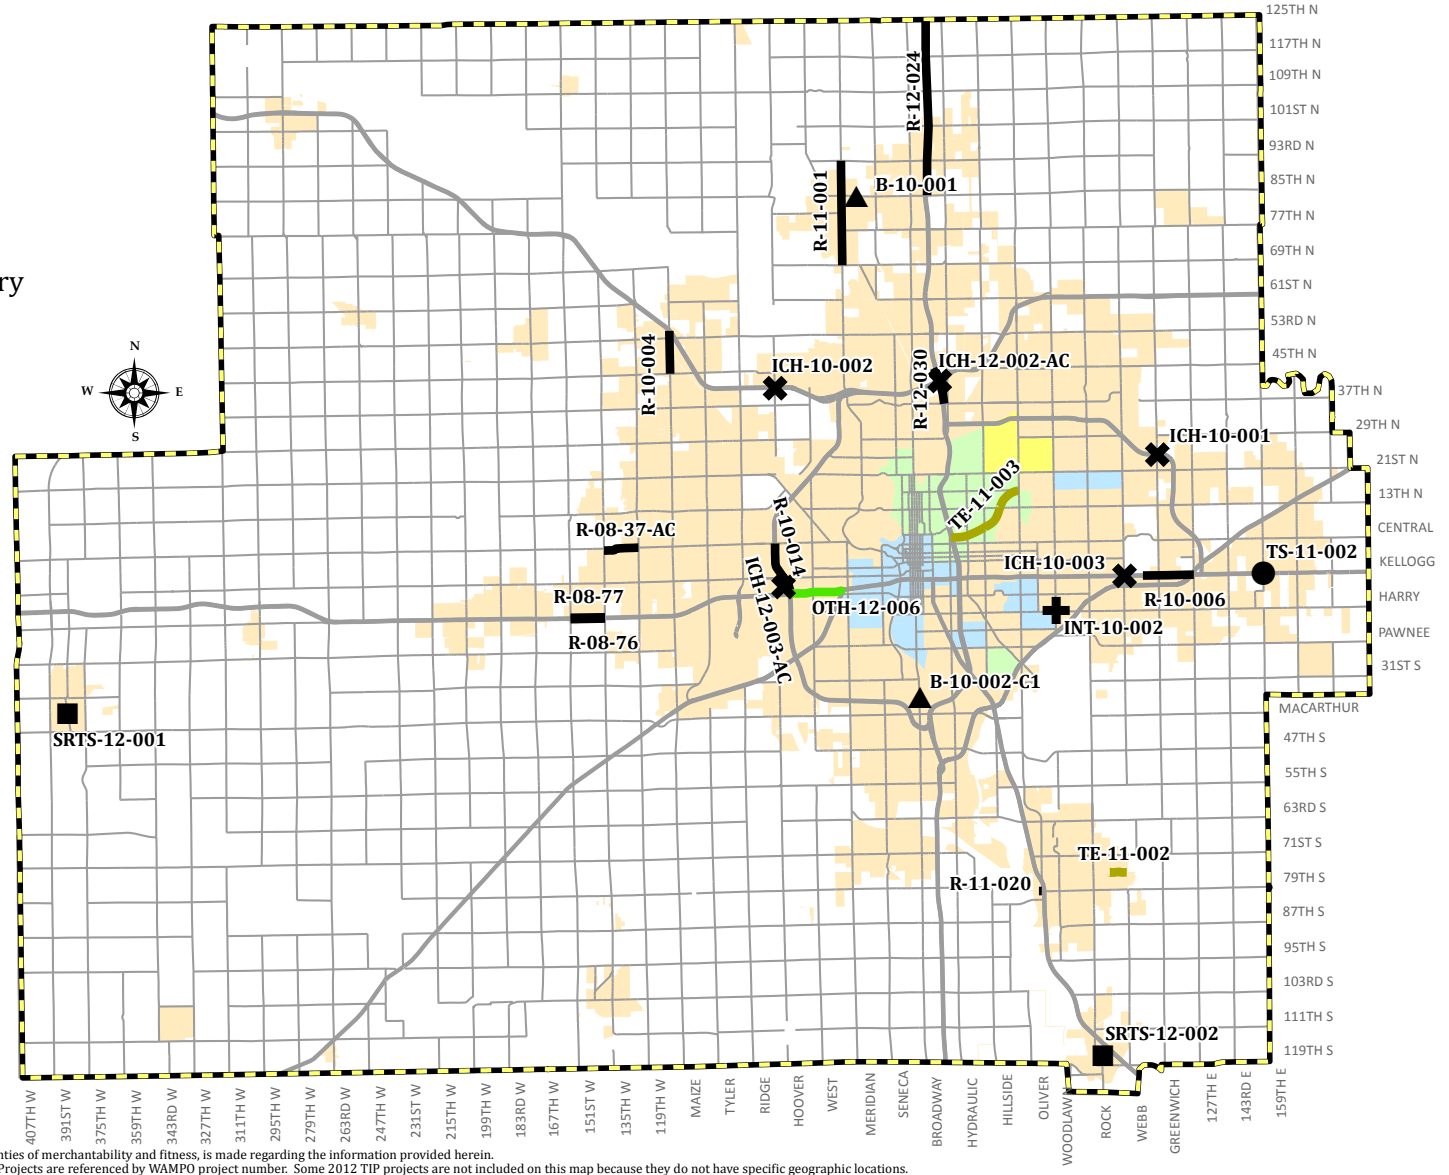 125TH N
117TH N
109TH N
101ST N
93RD N
85TH N
77TH N
69TH N
61ST N
53RD N
45TH N
37TH N
29TH N
21ST N
13TH N
CENTRAL
KELLOGG
HARRY
PAWNEE
31ST S
MACARTHUR
47TH S
55TH S
63RD S
71ST S
79TH S
87TH S
95TH S
103RD S
111TH S
119TH S
R-12-024
R-11-001
B-10-001
ry
N
W E
S
R-10-004
ICH-10-002
R-12-030
ICH-12-002-AC
ICH-10-001
TE-11-003
R-08-37-AC
R-10-014
ICH-12-003-AC
ICH-10-003
TS-11-002
R-10-006
R-08-77
R-08-76
OTH-12-006
INT-10-002
B-10-002-C1
SRTS-12-001
TE-11-002
R-11-020
SRTS-12-002
407TH W
391ST W
375TH W
359TH W
343RD W
327TH W
311TH W
295TH W
279TH W
263RD W
247TH W
231ST W
215TH W
199TH W
183RD W
167TH W
151ST W
135TH W
119TH W
MAIZE
TYLER
RIDGE
HOOVER
WEST
MERIDIAN
SENECA
BROADWAY
HYDRAULIC
HILLSIDE
OLIVER
WOODLAWN
ROCK
WEBB
GREENWICH
127TH E
143RD E
159TH E
nties of merchantability and fitness, is made regarding the information provided herein.
Projects are referenced by WAMPO project number. Some 2012 TIP projects are not included on this map because they do not have specific geographic locations.